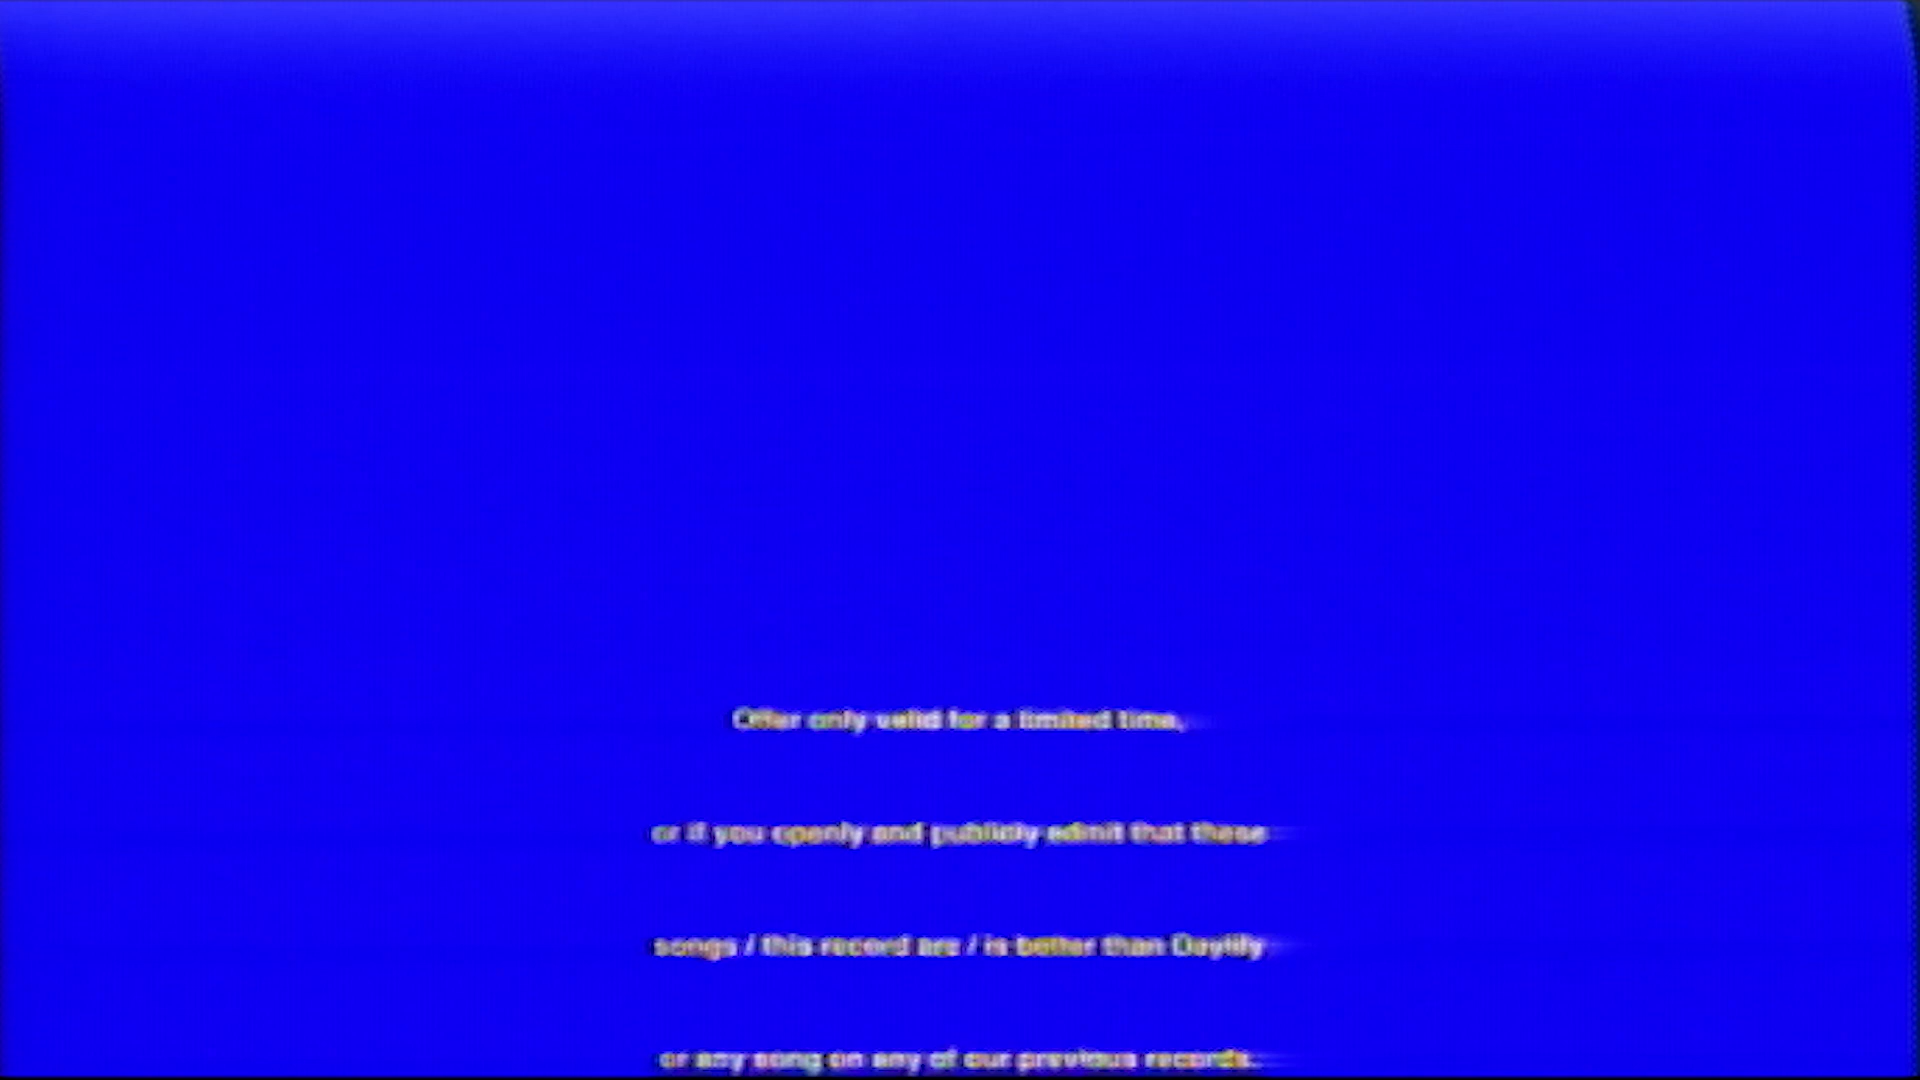 Offer only valid for a limited time,
or if you openly and publicly admit that these
songs / this record are / is better than Daylily
or any song on any of our previous records.